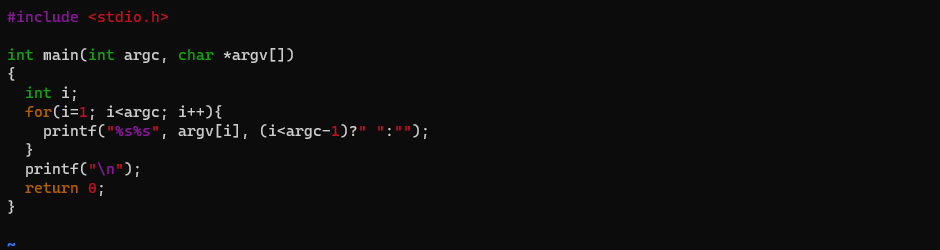 #include <stdio.h>

int main(int argc, char *argv[])
{
  int i;
  for(i=1; i<argc; i++){
    printf("%s%s", argv[i], (i<argc-1)?" ":"");
  }
  printf("\n");
  return 0;
}

~